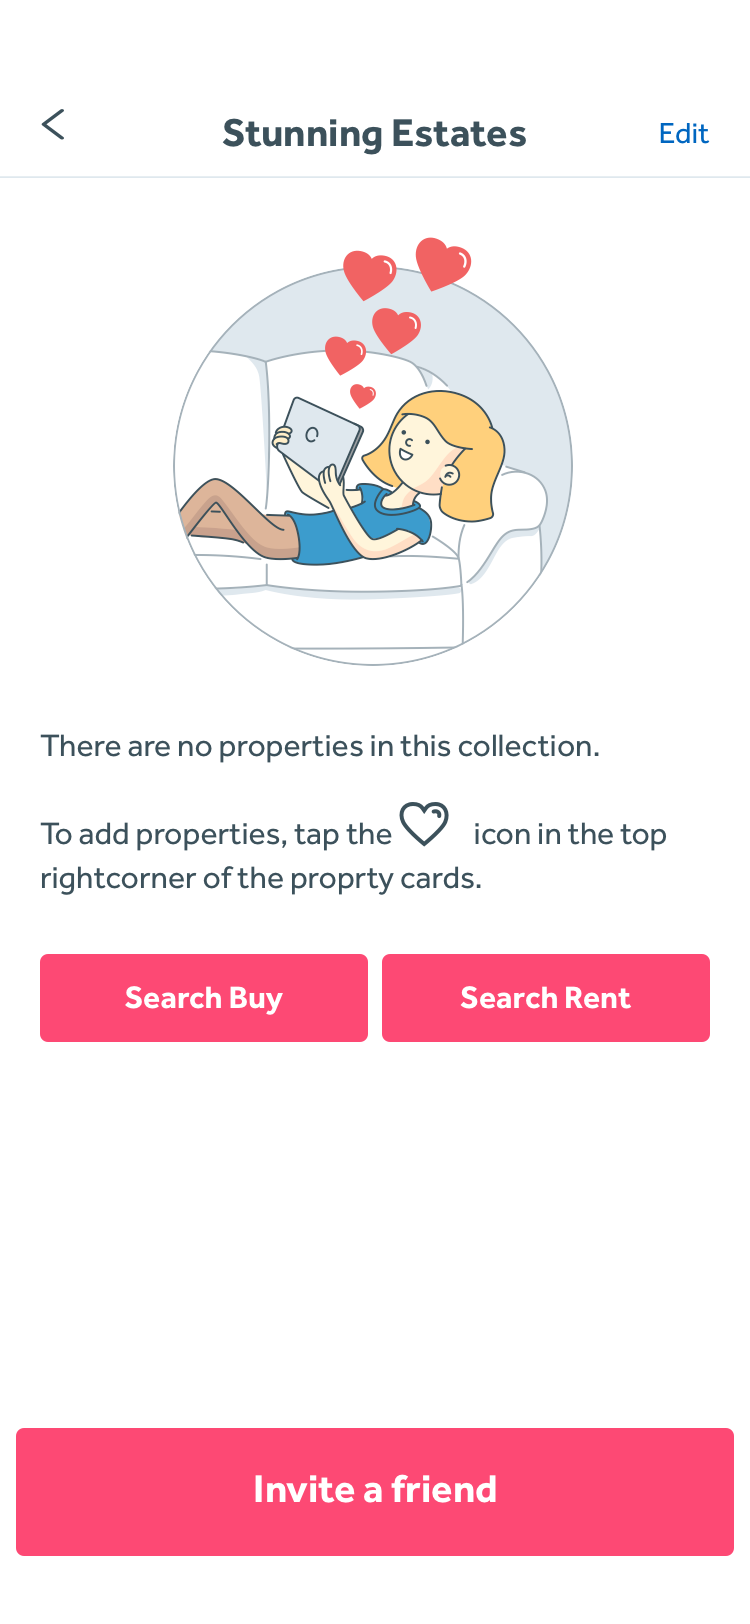 Stunning Estates
Edit
There are no properties in this collection.
To add properties, tap the icon in the top
rightcorner of the proprty cards.
Search Buy
Search Rent
Invite a friend